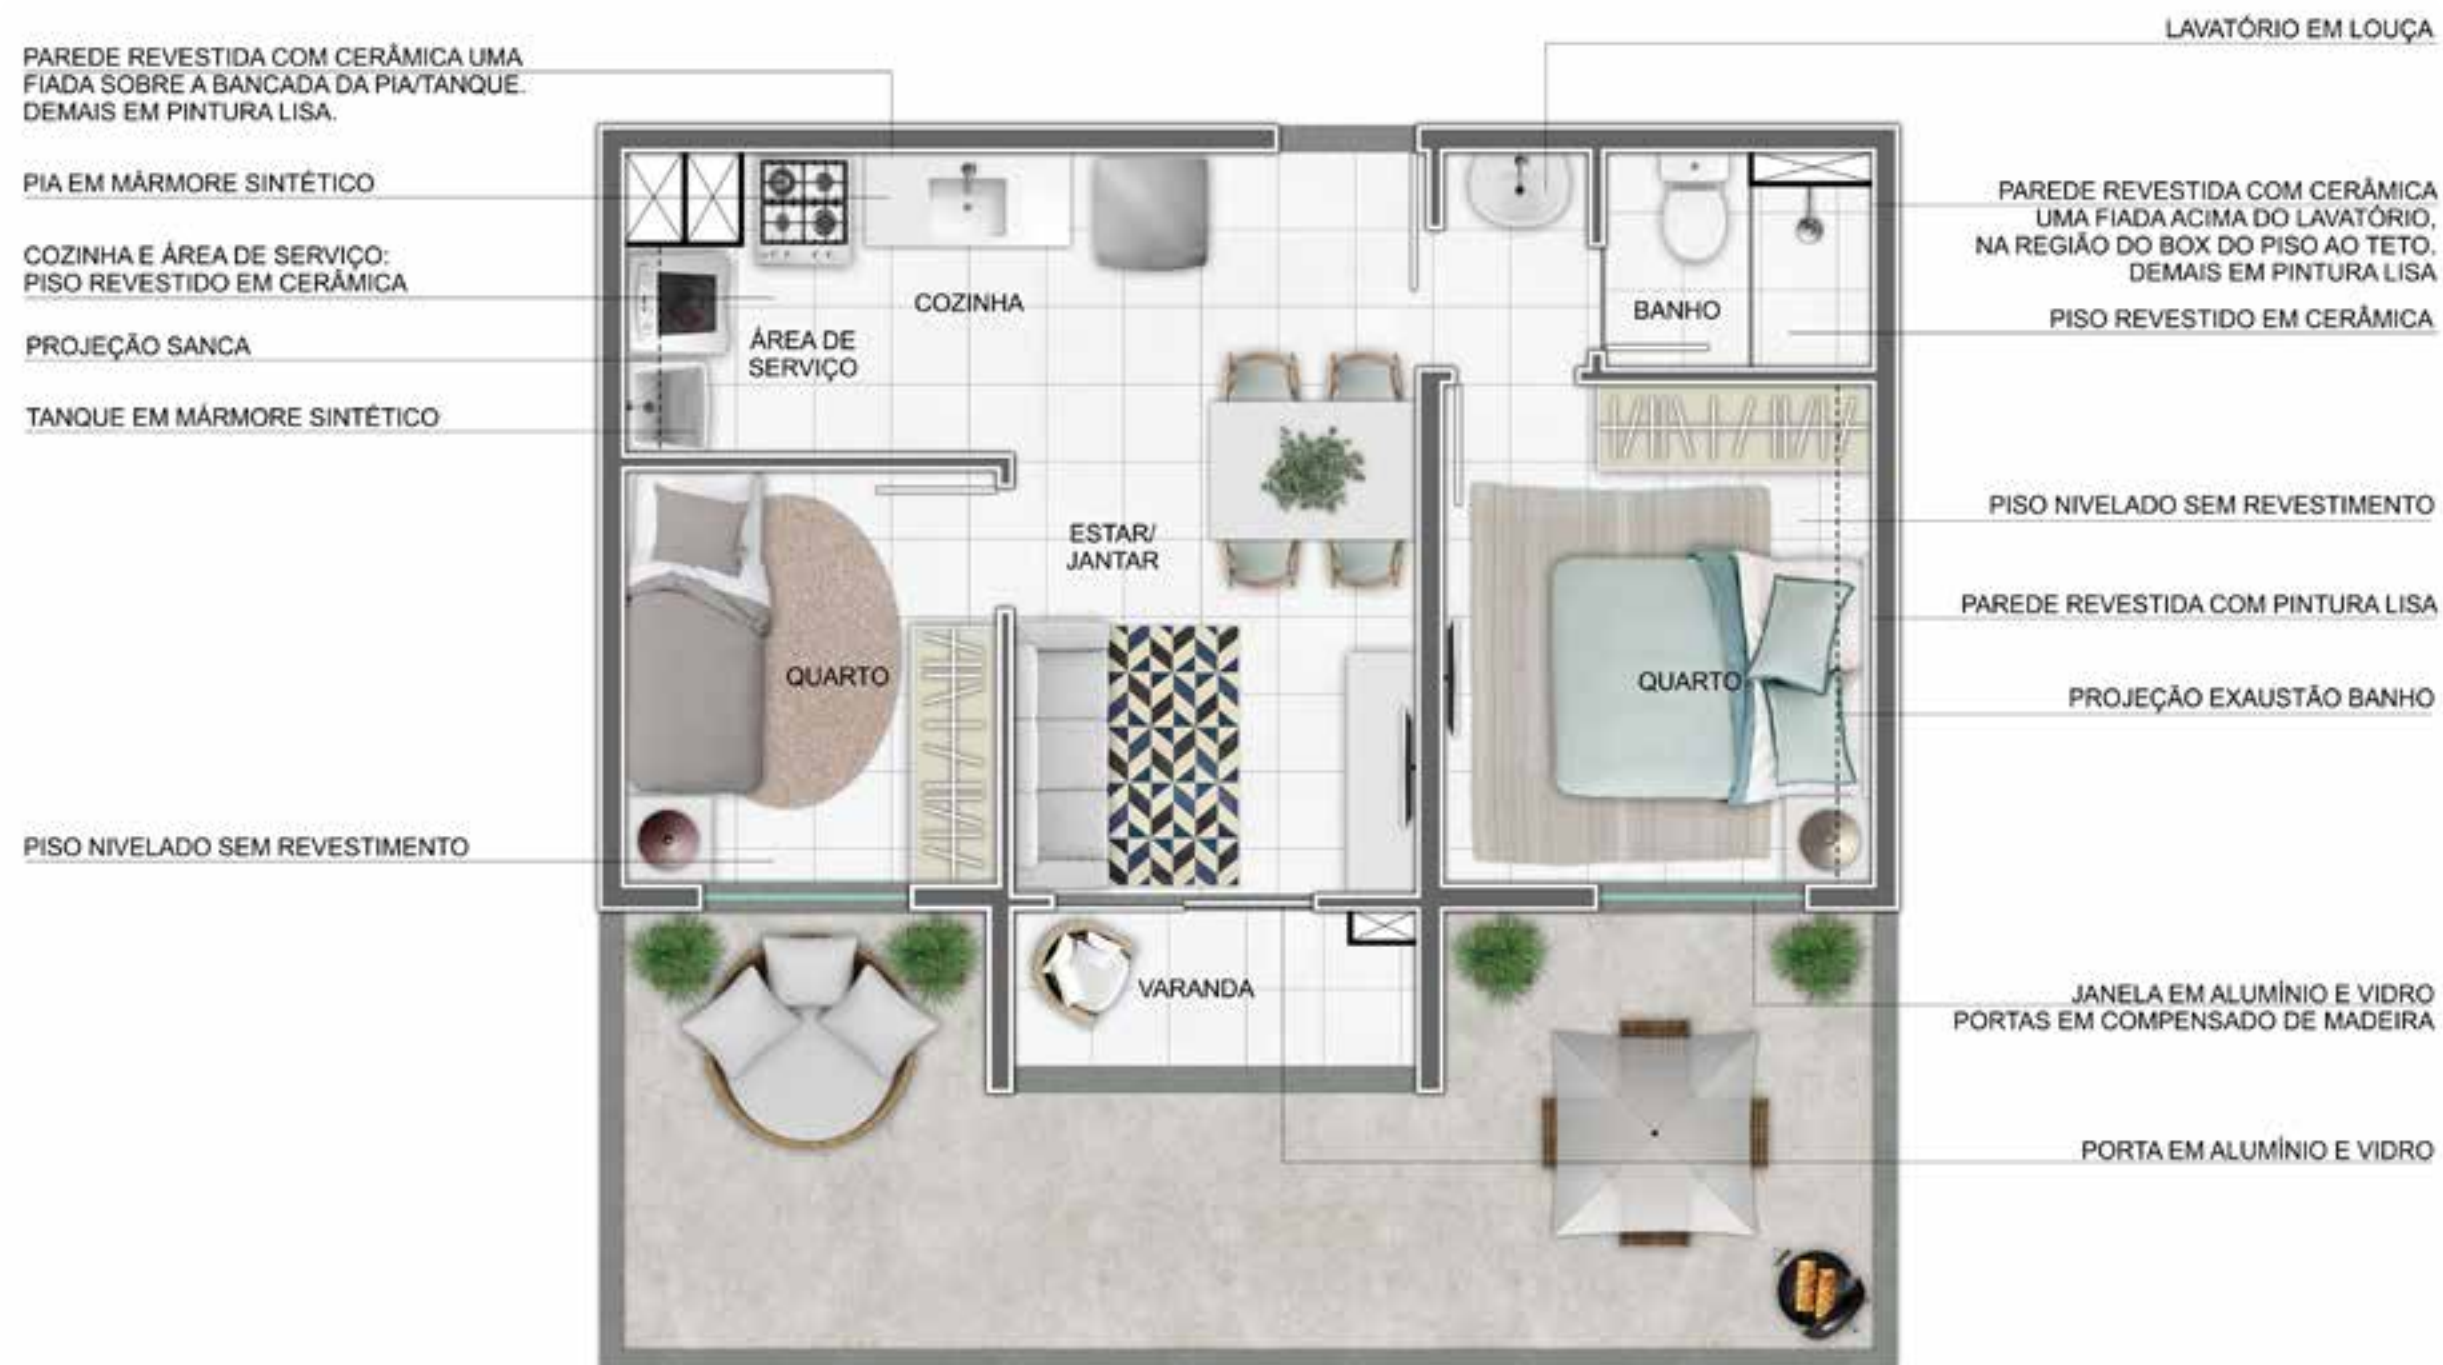 PAREDE REVESTIDA COM CERÂMICA UMA
FIADA SOBRE A BANCADA DA PIA/TANQUE.
DEMAIS EM PINTURA LISA.
PIA EM MÁRMORE SINTÉTICO
COZINHA E ÁREA DE SERVIÇO:
PISO REVESTIDO EM CERÂMICA
PROJEÇÃO SANCA
TANQUE EM MÁRMORE SINTÉTICO
PISO NIVELADO SEM REVESTIMENTO
COZINHA
ÁREA DE
SERVIÇO
BANHO
ESTAR/
JANTAR
QUARTO
QUARTO
VARANDA
LAVATÓRIO EM LOUÇA
PAREDE REVESTIDA COM CERÂMICA
UMA FIADA ACIMA DO LAVATÓRIO,
NA REGIÃO DO BOX DO PISO AO TETO.
DEMAIS EM PINTURA LISA
PISO REVESTIDO EM CERÂMICA
PISO NIVELADO SEM REVESTIMENTO
PAREDE REVESTIDA COM PINTURA LISA
PROJEÇÃO EXAUSTÃO BANHO
JANELA EM ALUMÍNIO E VIDRO
PORTAS EM COMPENSADO DE MADEIRA
PORTA EM ALUMÍNIO E VIDRO